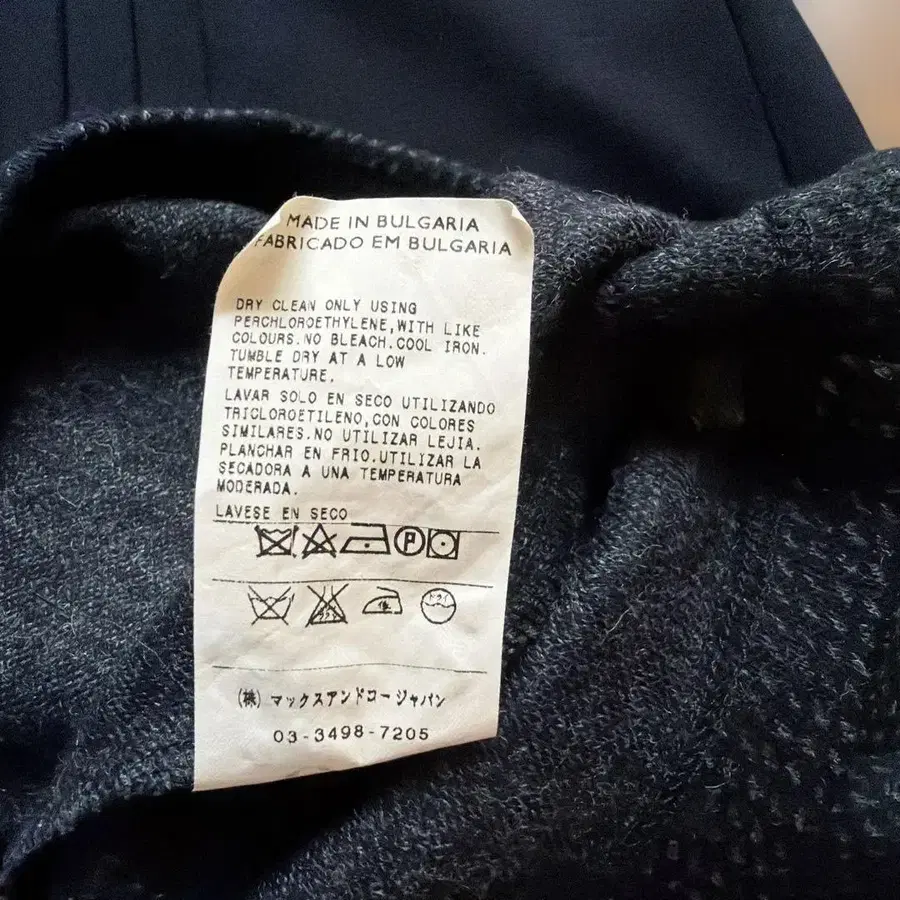 MADE IN BULGARIA
FABRICADO EM BULGARIA
DRY CLEAN ONLY USING
PERCHLOROETHYLENE,WITH LIKE
COLOURS.NO BLEACH.COOL IRON.
TUMBLE DRY AT A LOW
TEMPERATURE.
LAVAR SOLO EN SECO UTILIZANDO
TRICLOROETILENO,CON COLORES
SIMILARES.NO UTILIZAR LEJIA.
PLANCHAR EN FRIO.UTILIZAR LA
SECADORA A UNA TEMPERATURA
MODERADA.
LAVESE EN SECO
P
(株) マックスアンドコージャパン
03-3498-7205